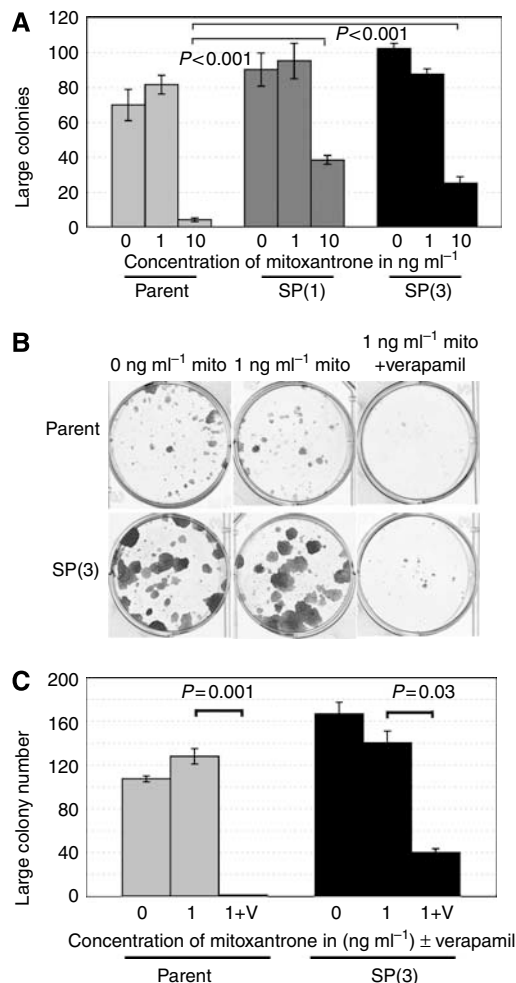 A
120
100
80
60
40
20
0
Large colonies
P<0.001
P<0.001
0 1 10 0 1 10 0 1 10
Concentration of mitoxantrone in ng ml⁻¹
Parent SP(1) SP(3)
B
0 ng ml⁻¹ mito 1 ng ml⁻¹ mito 1 ng ml⁻¹ mito +verapamil
Parent
SP(3)
C
200
160
120
80
40
0
Large colony number
P=0.001 P=0.03
0 1 1+V 0 1 1+V
Concentration of mitoxantrone in (ng ml⁻¹) ± verapamil
Parent SP(3)